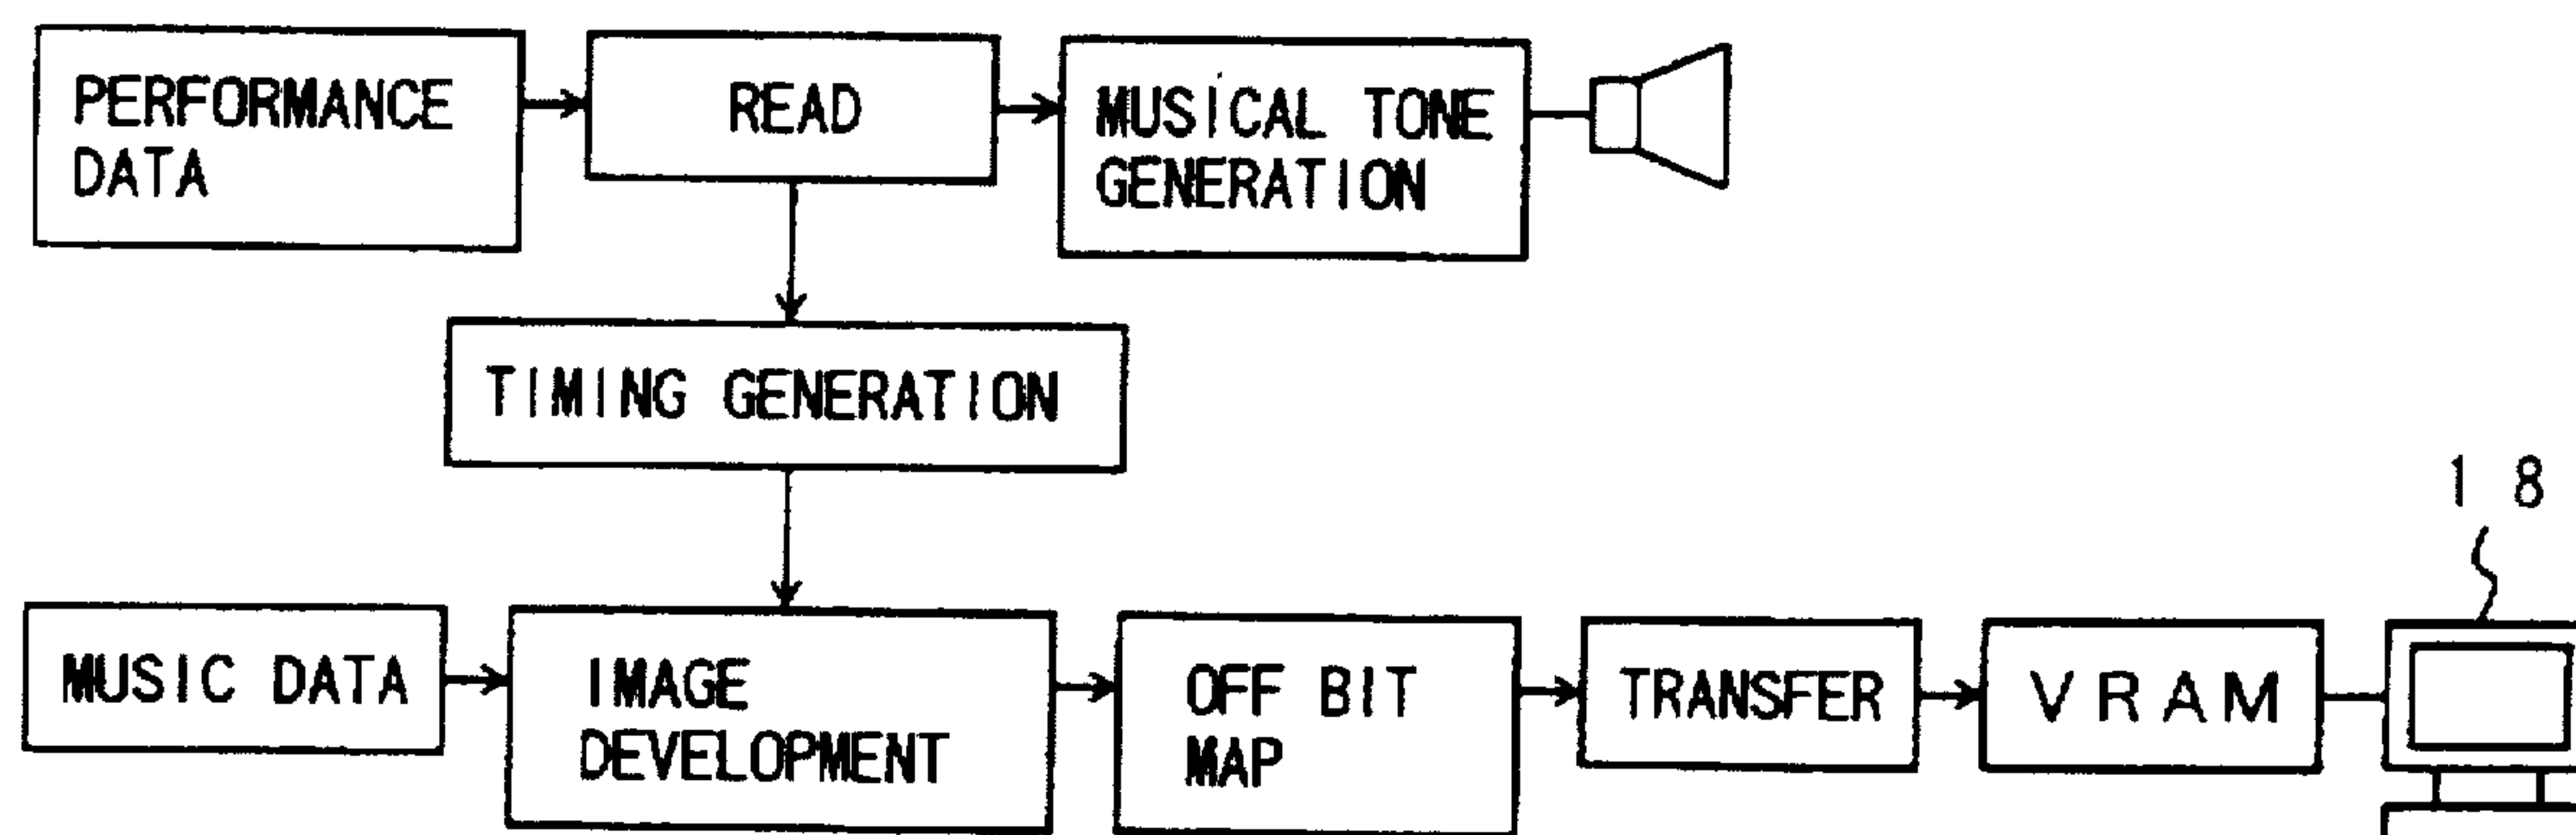 PERFORMANCE
DATA
READ
MUSICAL TONE
GENERATION
TIMING GENERATION
18
MUSIC DATA
IMAGE
DEVELOPMENT
OFF BIT
MAP
TRANSFER
VRAM